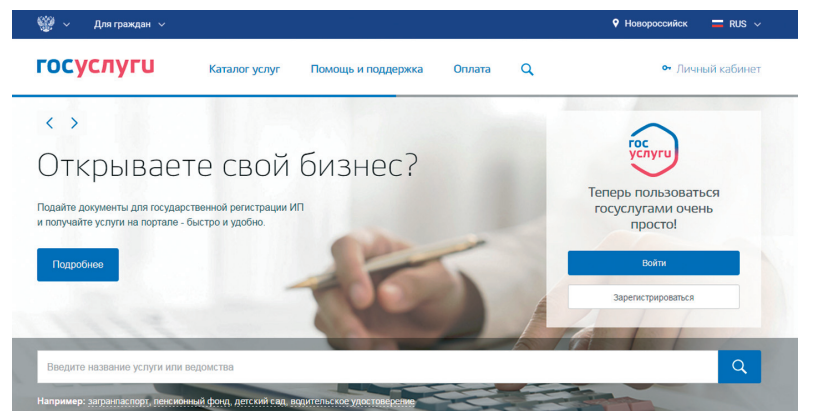 Для граждан
Новороссийск
RUS
госуслуги
Каталог услуг
Помощь и поддержка
Оплата
Личный кабинет
Открываете свой бизнес?
Подайте документы для государственной регистрации ИП
и получайте услуги на портале - быстро и удобно.
Подробнее
гос
услуги
Теперь пользоваться
госуслугами очень
просто!
Войти
Зарегистрироваться
Введите название услуги или ведомства
Например: загранпаспорт, пенсионный фонд, детский сад, водительское удостоверение